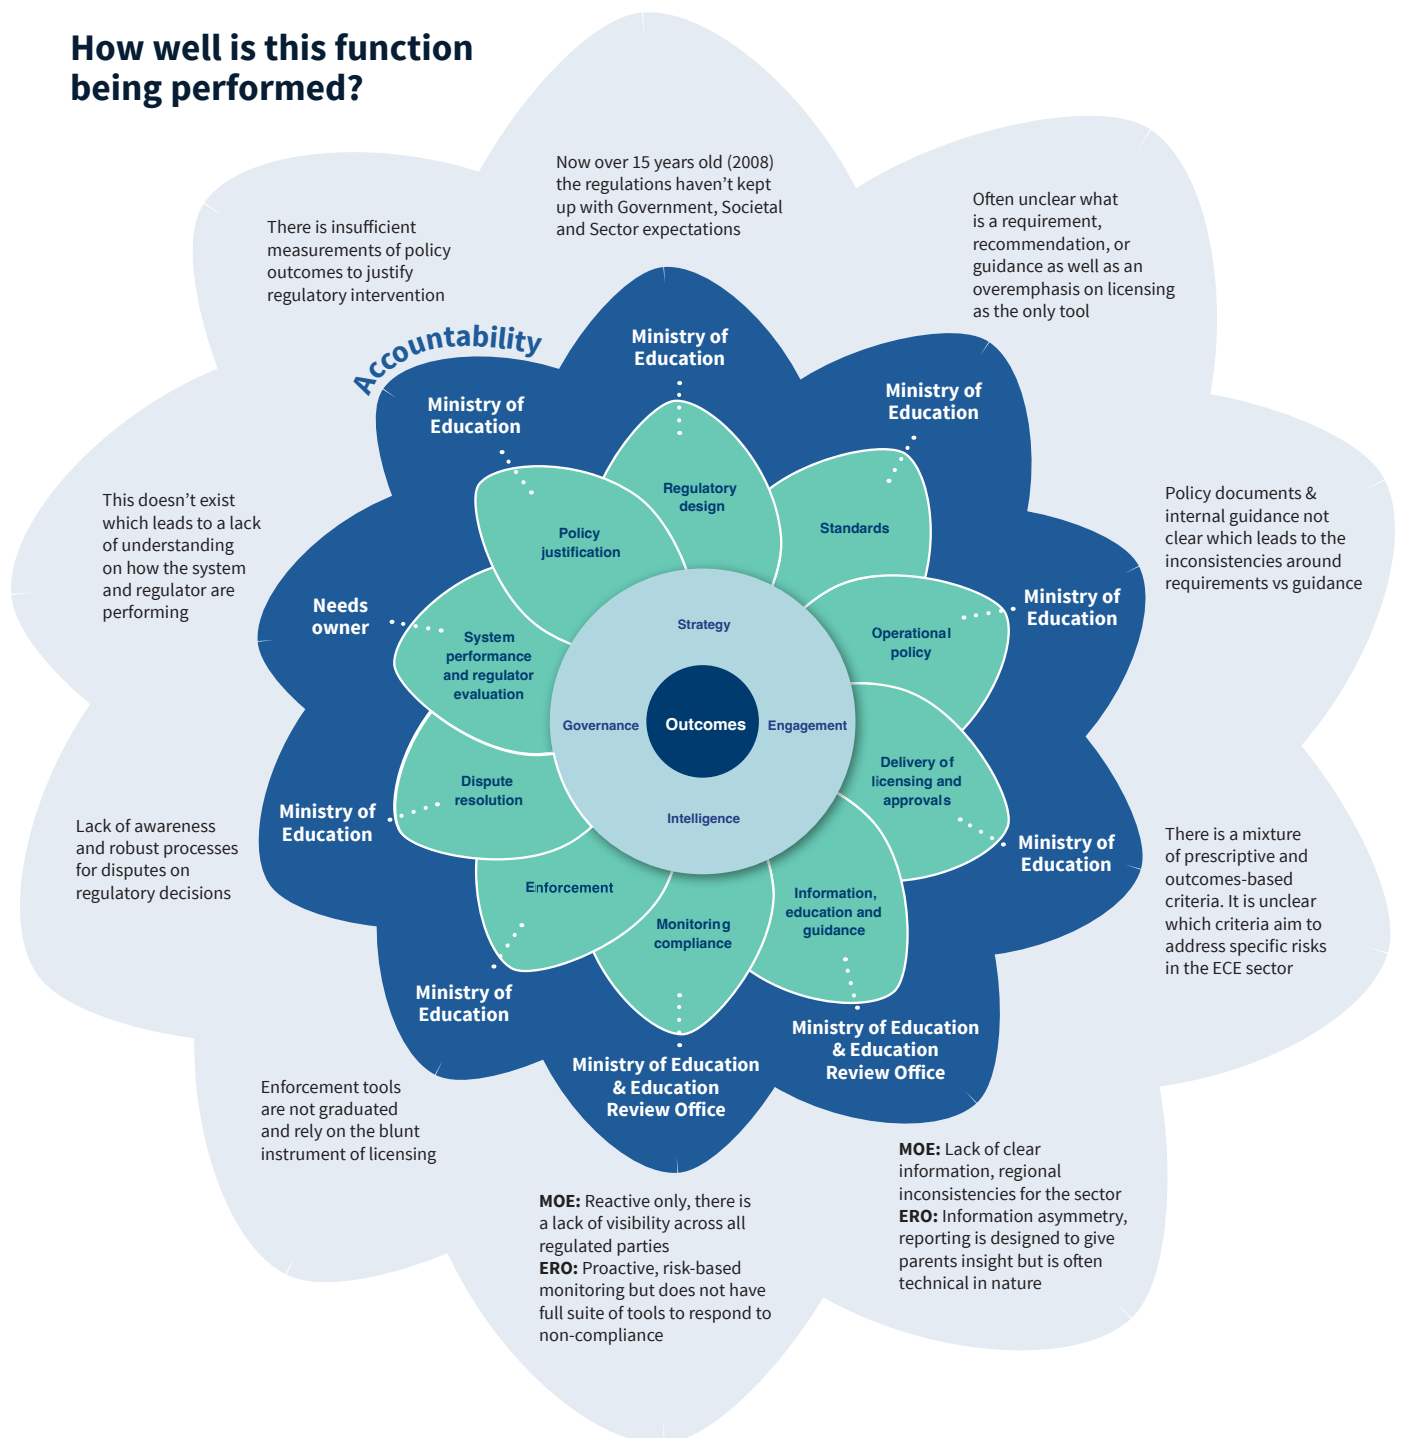 How well is this function
being performed?
Now over 15 years old (2008)
the regulations haven't kept
up with Government, Societal
and Sector expectations
Often unclear what
is a requirement,
recommendation, or
guidance as well as an
overemphasis on licensing
as the only tool
There is insufficient
measurements of policy
outcomes to justify
regulatory intervention
Accountability
Ministry of
Education
Ministry of
Education
Ministry of
Education
Regulatory
design
Standards
Policy
justification
This doesn't exist
which leads to a lack
of understanding
on how the system
and regulator are
performing
Policy documents &
internal guidance not
clear which leads to the
inconsistencies around
requirements vs guidance
Needs
owner
System
performance
and regulator
evaluation
Strategy
Operational
policy
Ministry of
Education
Governance
Outcomes
Engagement
Intelligence
Delivery of
licensing and
approvals
Ministry of
Education
Dispute
resolution
Ministry of
Education
Lack of awareness
and robust processes
for disputes on
regulatory decisions
There is a mixture
of prescriptive and
outcomes-based
criteria. It is unclear
which criteria aim to
address specific risks
in the ECE sector
Enforcement
Monitoring
compliance
Information,
education and
guidance
Ministry of
Education
Ministry of Education
& Education
Review Office
Ministry of Education
& Education
Review Office
Enforcement tools
are not graduated
and rely on the blunt
instrument of licensing
MOE: Reactive only, there is
a lack of visibility across all
regulated parties
ERO: Proactive, risk-based
monitoring but does not have
full suite of tools to respond to
non-compliance
MOE: Lack of clear
information, regional
inconsistencies for the sector
ERO: Information asymmetry,
reporting is designed to give
parents insight but is often
technical in nature